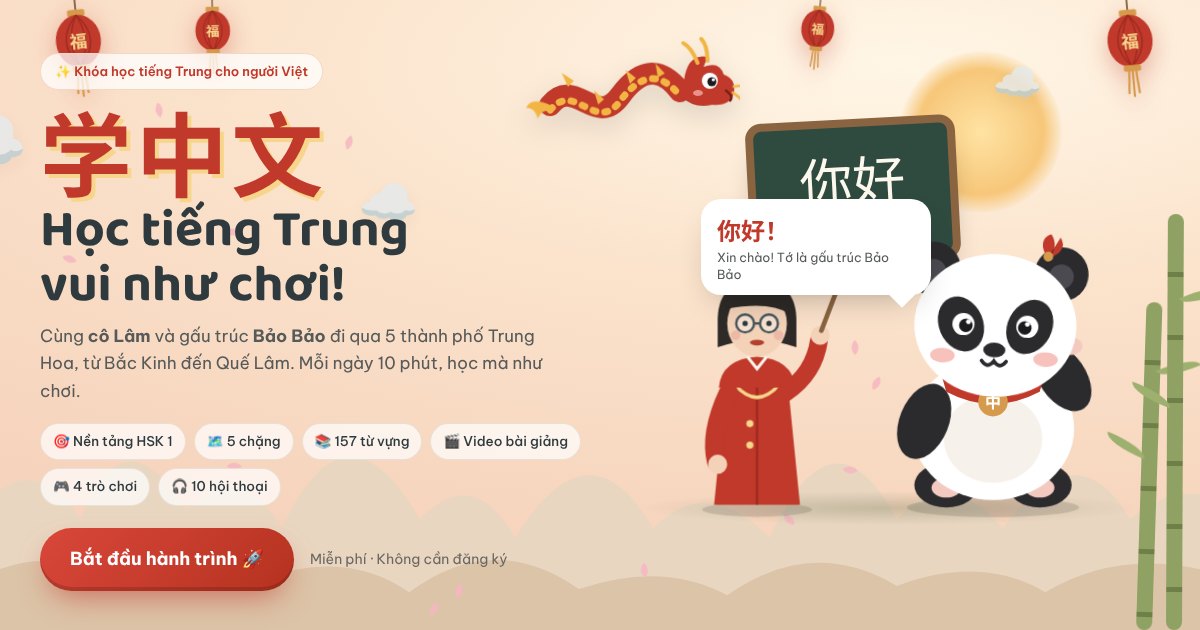 福
福
福
福
✨ Khóa học tiếng Trung cho người Việt
学中文
Học tiếng Trung
vui như chơi!
Cùng cô Lâm và gấu trúc Bảo Bảo đi qua 5 thành phố Trung
Hoa, từ Bắc Kinh đến Quế Lâm. Mỗi ngày 10 phút, học mà như
chơi.
🎯 Nền tảng HSK 1
🗺️ 5 chặng
📚 157 từ vựng
🎬 Video bài giảng
🎮 4 trò chơi
🎧 10 hội thoại
Bắt đầu hành trình 🚀
Miễn phí · Không cần đăng ký
你好
你好！
Xin chào! Tớ là gấu trúc Bảo
Bảo
中